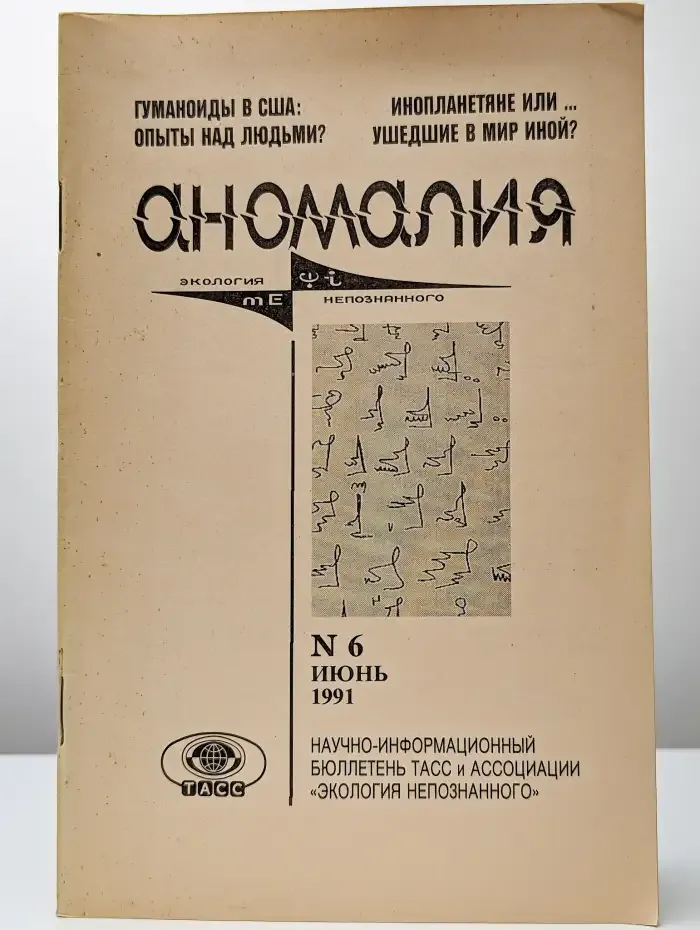 ГУМАНОИДЫ В США:
ОПЫТЫ НАД ЛЮДЬМИ?
ИНОПЛАНЕТЯНЕ ИЛИ ...
УШЕДШИЕ В МИР ИНОЙ?
аномалия
экология
непознанного
N 6
ИЮНЬ
1991
ТАСС
НАУЧНО-ИНФОРМАЦИОННЫЙ
БЮЛЛЕТЕНЬ ТАСС и АССОЦИАЦИИ
«ЭКОЛОГИЯ НЕПОЗНАННОГО»